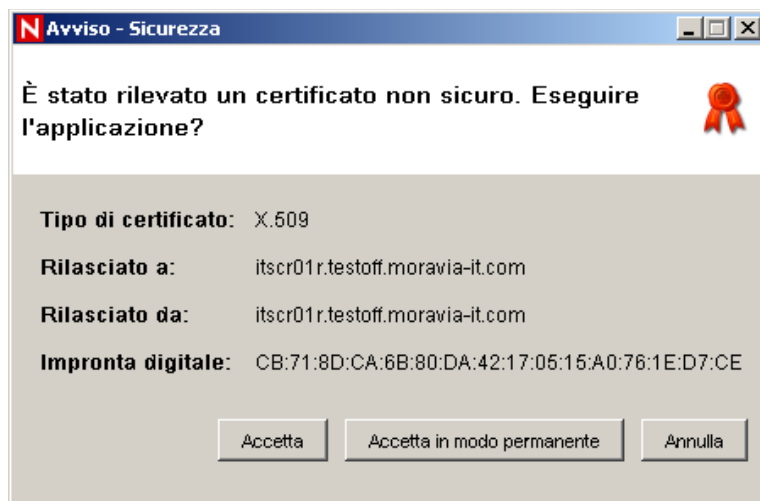 N Avviso - Sicurezza
È stato rilevato un certificato non sicuro. Eseguire
l'applicazione?
Tipo di certificato: X.509
Rilasciato a: itscr01r.testoff.moravia-it.com
Rilasciato da: itscr01r.testoff.moravia-it.com
Impronta digitale: CB:71:8D:CA:6B:80:DA:42:17:05:15:A0:76:1E:D7:CE
Accetta Accetta in modo permanente Annulla